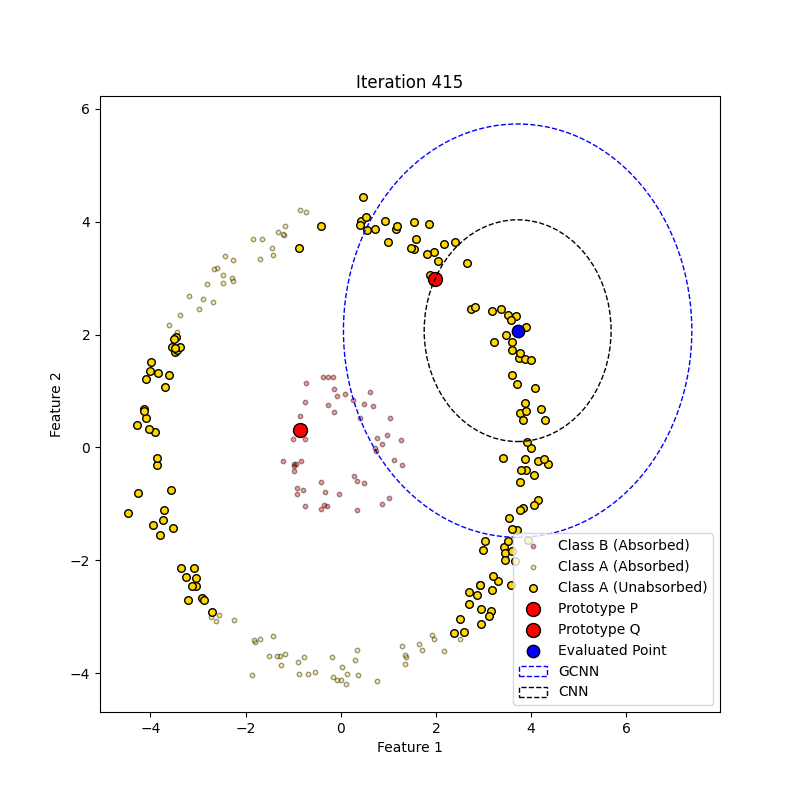 Iteration 415
6
4
2
0
−2
−4
Feature 2
−4
−2
0
2
4
6
Feature 1
Class B (Absorbed)
Class A (Absorbed)
Class A (Unabsorbed)
Prototype P
Prototype Q
Evaluated Point
GCNN
CNN